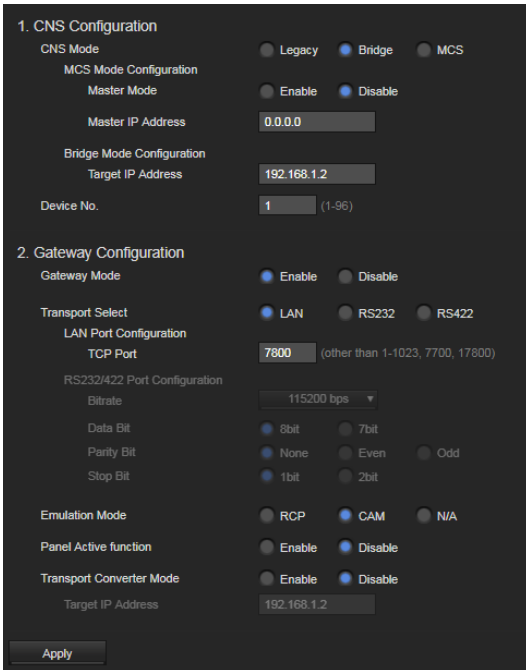 1. CNS Configuration
CNS Mode Legacy Bridge MCS
MCS Mode Configuration
Master Mode Enable Disable
Master IP Address 0.0.0.0
Bridge Mode Configuration
Target IP Address 192.168.1.2
Device No. 1 (1-96)
2. Gateway Configuration
Gateway Mode Enable Disable
Transport Select LAN RS232 RS422
LAN Port Configuration
TCP Port 7800 (other than 1-1023, 7700, 17800)
RS232/422 Port Configuration
Bitrate 115200 bps
Data Bit 8bit 7bit
Parity Bit None Even Odd
Stop Bit 1bit 2bit
Emulation Mode RCP CAM N/A
Panel Active function Enable Disable
Transport Converter Mode Enable Disable
Target IP Address 192.168.1.2
Apply